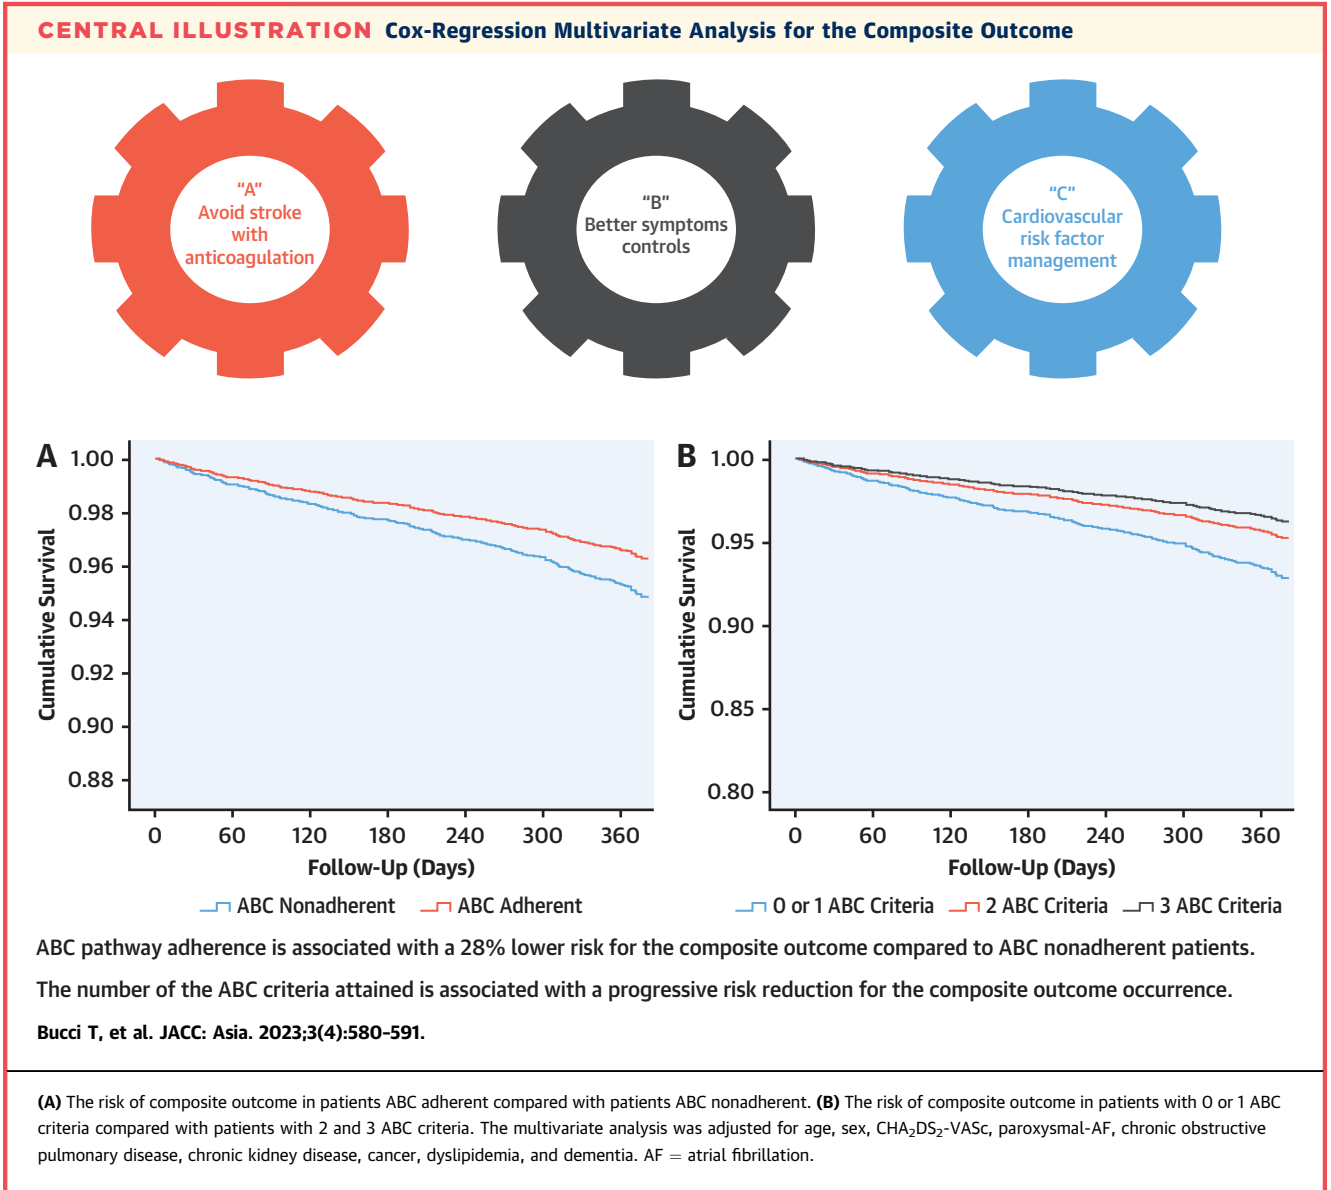 CENTRAL ILLUSTRATION Cox-Regression Multivariate Analysis for the Composite Outcome
"A"
Avoid stroke
with
anticoagulation
"B"
Better symptoms
controls
"C"
Cardiovascular
risk factor
management
A
Cumulative Survival
1.00
0.98
0.96
0.94
0.92
0.90
0.88
0 60 120 180 240 300 360
Follow-Up (Days)
ABC Nonadherent ABC Adherent
B
Cumulative Survival
1.00
0.95
0.90
0.85
0.80
0 60 120 180 240 300 360
Follow-Up (Days)
0 or 1 ABC Criteria 2 ABC Criteria 3 ABC Criteria
ABC pathway adherence is associated with a 28% lower risk for the composite outcome compared to ABC nonadherent patients.
The number of the ABC criteria attained is associated with a progressive risk reduction for the composite outcome occurrence.
Bucci T, et al. JACC: Asia. 2023;3(4):580–591.
(A) The risk of composite outcome in patients ABC adherent compared with patients ABC nonadherent. (B) The risk of composite outcome in patients with 0 or 1 ABC
criteria compared with patients with 2 and 3 ABC criteria. The multivariate analysis was adjusted for age, sex, CHA₂DS₂-VASc, paroxysmal-AF, chronic obstructive
pulmonary disease, chronic kidney disease, cancer, dyslipidemia, and dementia. AF = atrial fibrillation.